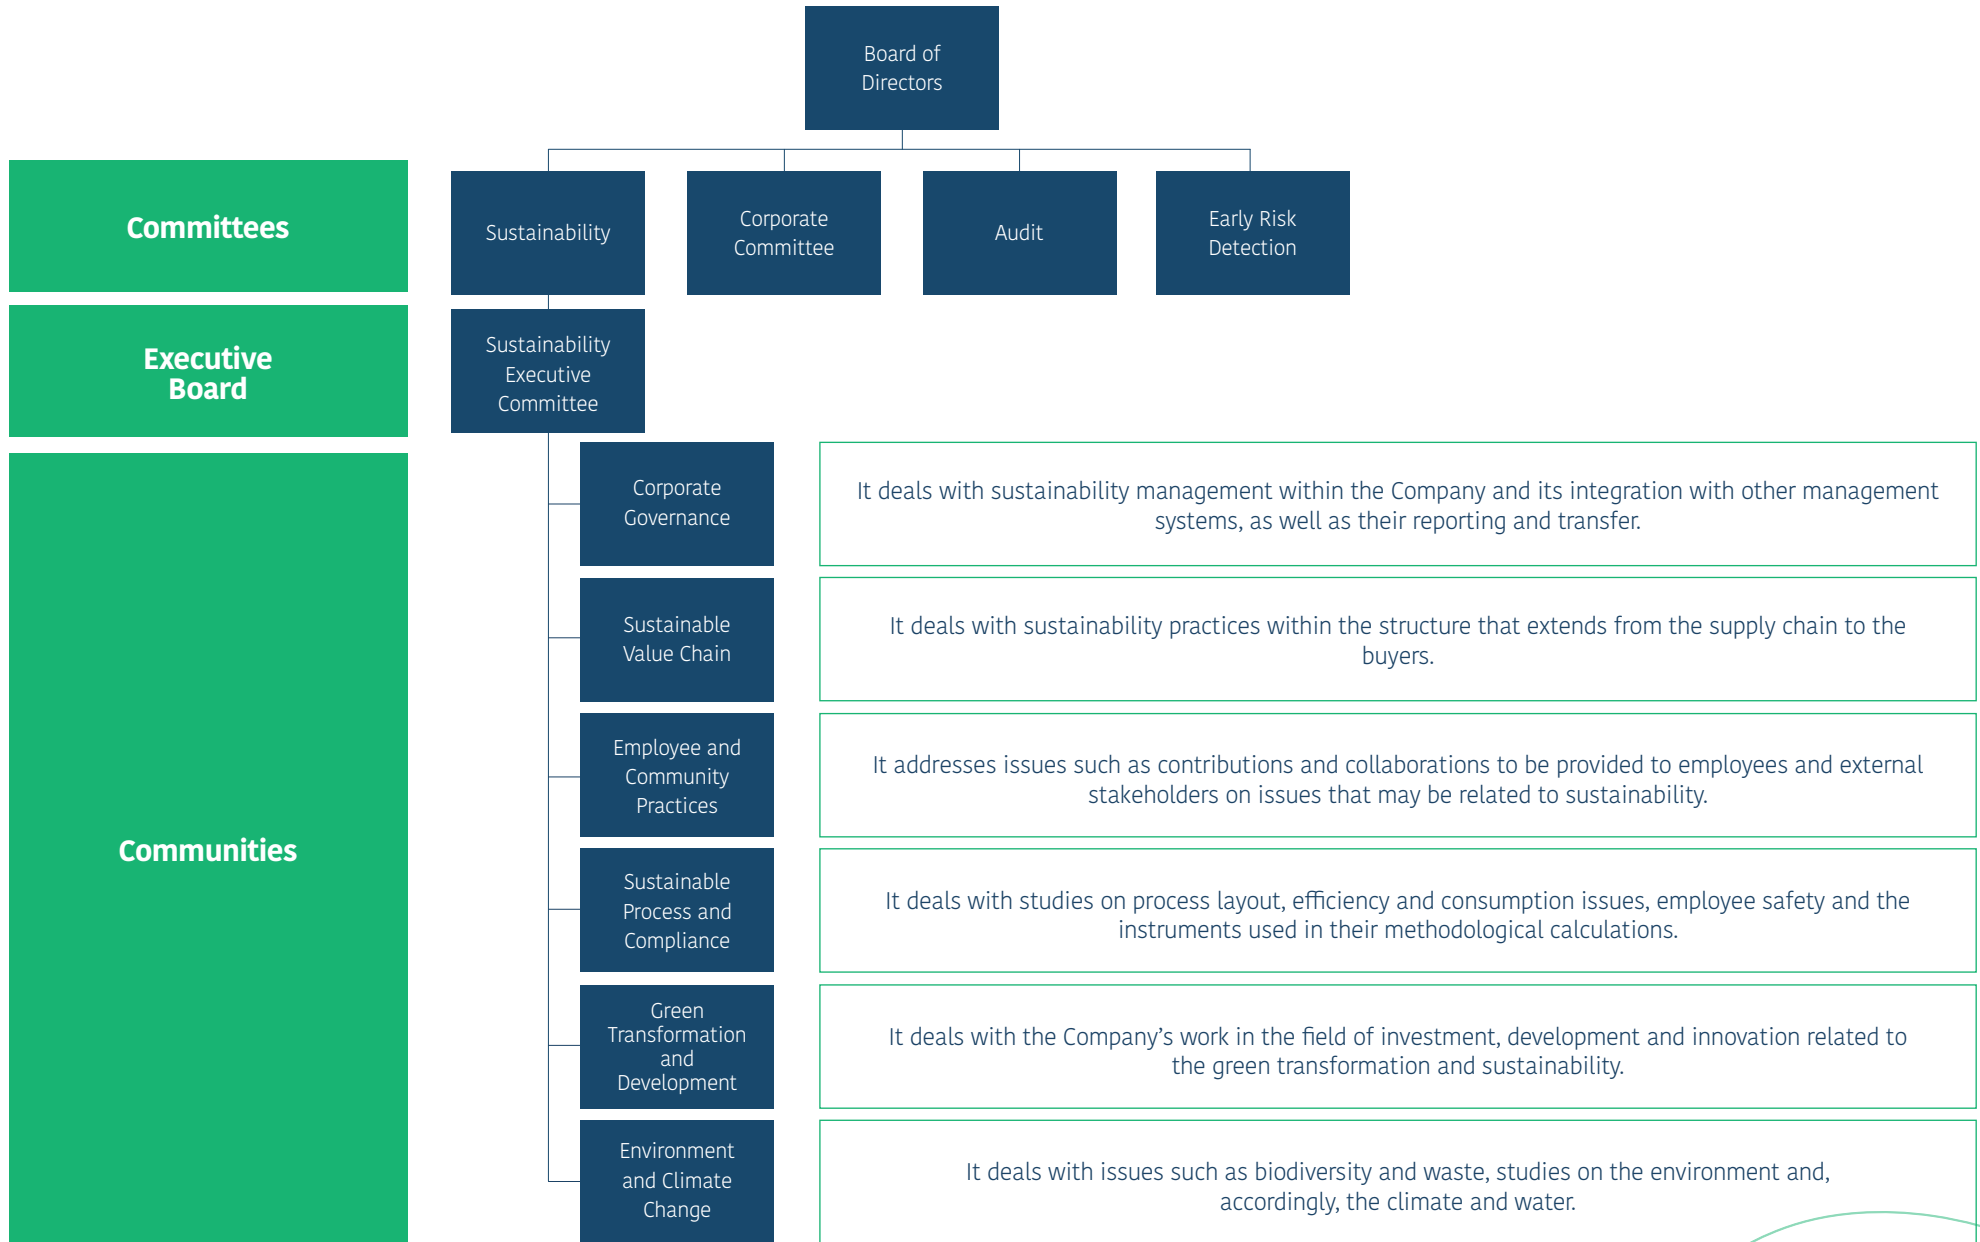 Board of
Directors
Committees
Sustainability
Corporate
Committee
Audit
Early Risk
Detection
Executive
Board
Sustainability
Executive
Committee
Communities
Corporate
Governance
It deals with sustainability management within the Company and its integration with other management
systems, as well as their reporting and transfer.
Sustainable
Value Chain
It deals with sustainability practices within the structure that extends from the supply chain to the
buyers.
Employee and
Community
Practices
It addresses issues such as contributions and collaborations to be provided to employees and external
stakeholders on issues that may be related to sustainability.
Sustainable
Process and
Compliance
It deals with studies on process layout, efficiency and consumption issues, employee safety and the
instruments used in their methodological calculations.
Green
Transformation
and
Development
It deals with the Company’s work in the field of investment, development and innovation related to
the green transformation and sustainability.
Environment
and Climate
Change
It deals with issues such as biodiversity and waste, studies on the environment and,
accordingly, the climate and water.